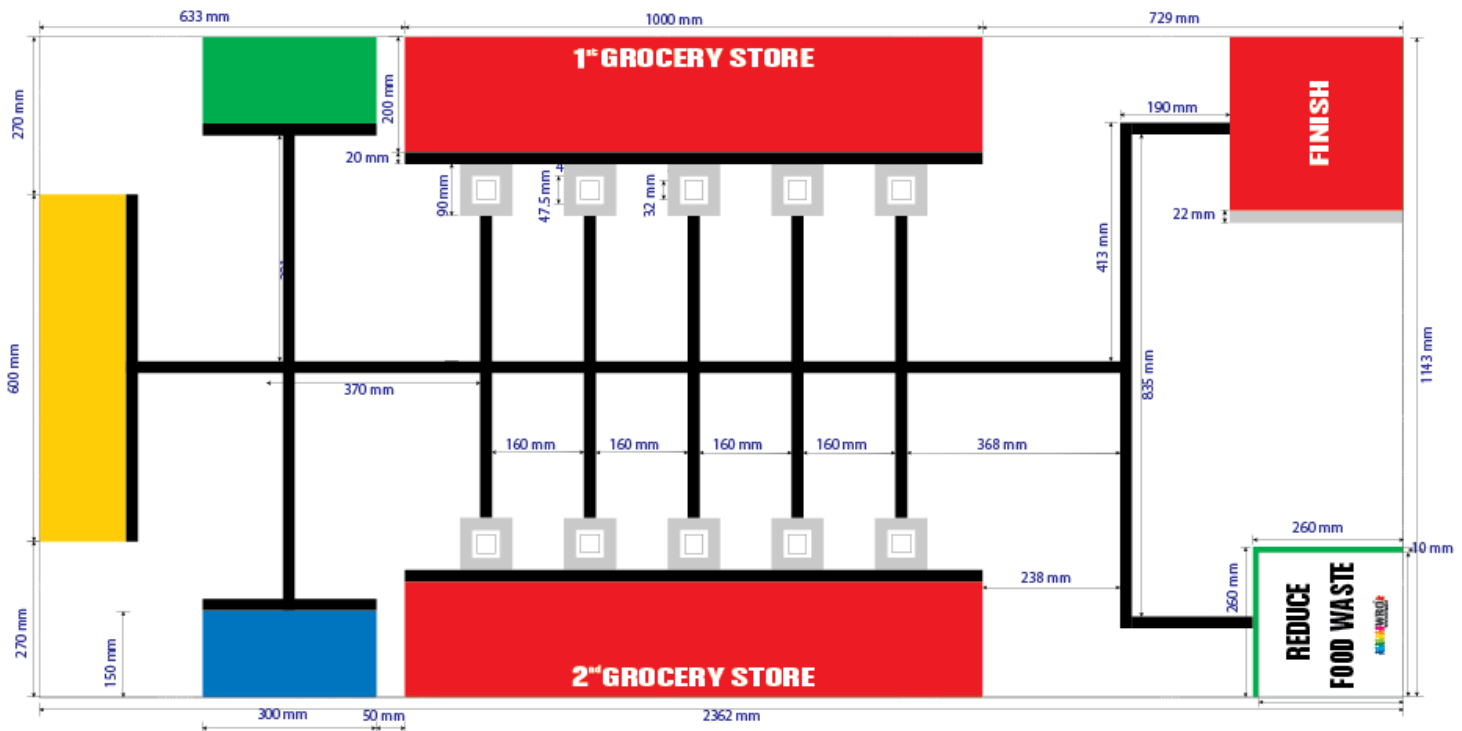 633 mm
1000 mm
729 mm
1st GROCERY STORE
FINISH
270 mm
200 mm
190 mm
20 mm
90 mm
47.5 mm
32 mm
22 mm
413 mm
600 mm
370 mm
835 mm
1143 mm
160 mm
160 mm
160 mm
160 mm
368 mm
260 mm
10 mm
238 mm
260 mm
REDUCE
FOOD WASTE
WRO
270 mm
150 mm
2nd GROCERY STORE
300 mm
50 mm
2362 mm